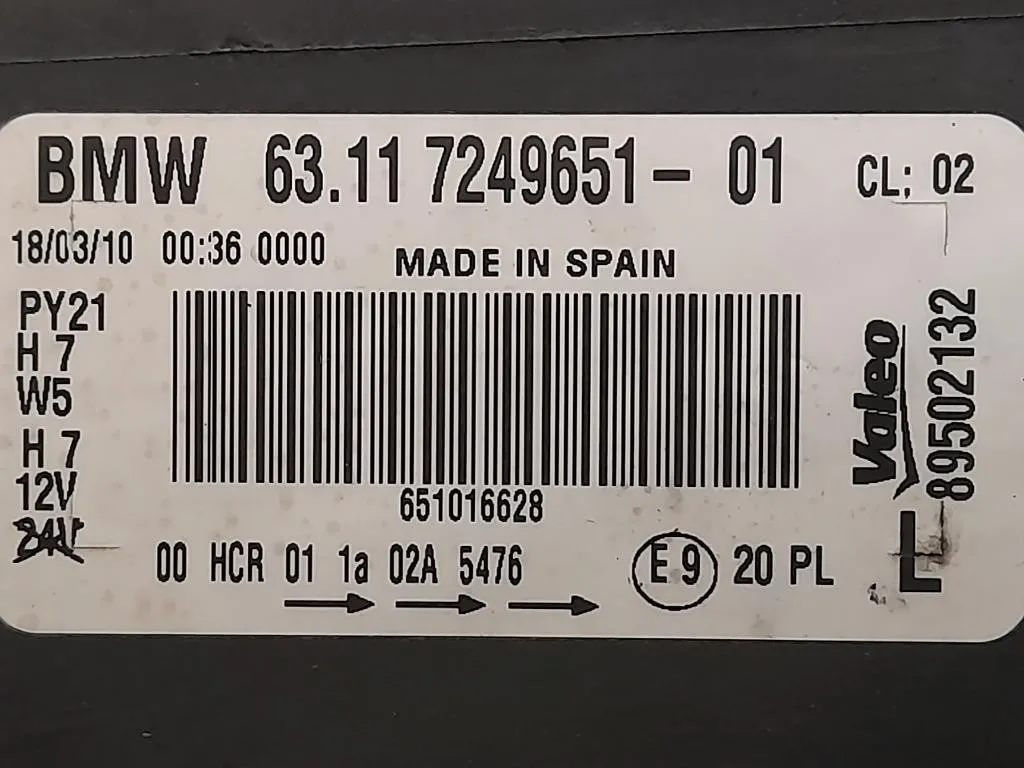 BMW 63.11 7249651- 01 CL; 02
18/03/10 00:36 0000
MADE IN SPAIN
PY21
H 7
W5
H 7
12V
24V
651016628
Valeo
89502132
L
00 HCR 01 1a 02A 5476
E 9 20 PL